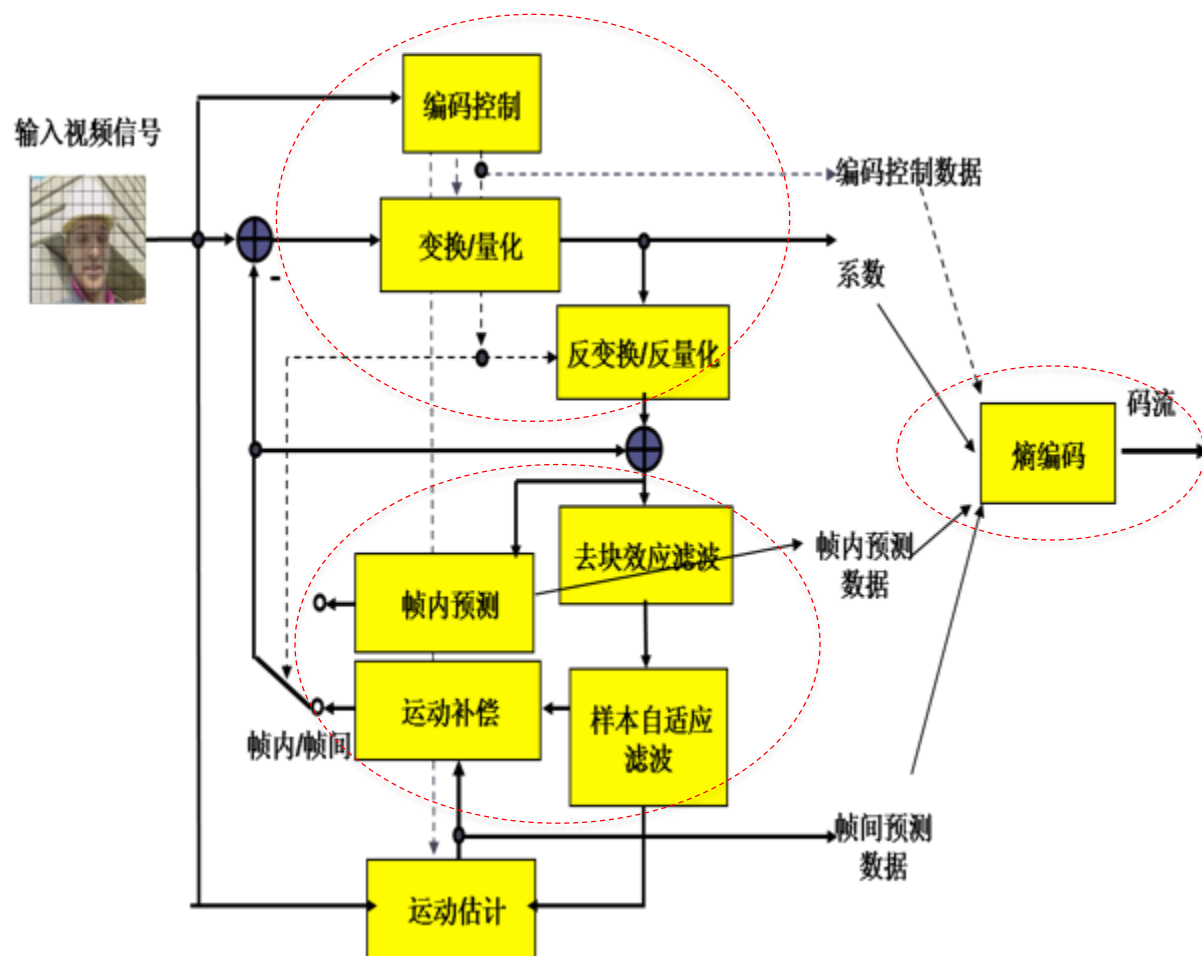 编码控制
输入视频信号
编码控制数据
变换/量化
-
系数
反变换/反量化
码流
熵编码
去块效应滤波
帧内预测
数据
帧内预测
运动补偿
样本自适应
滤波
帧内/帧间
帧间预测
数据
运动估计